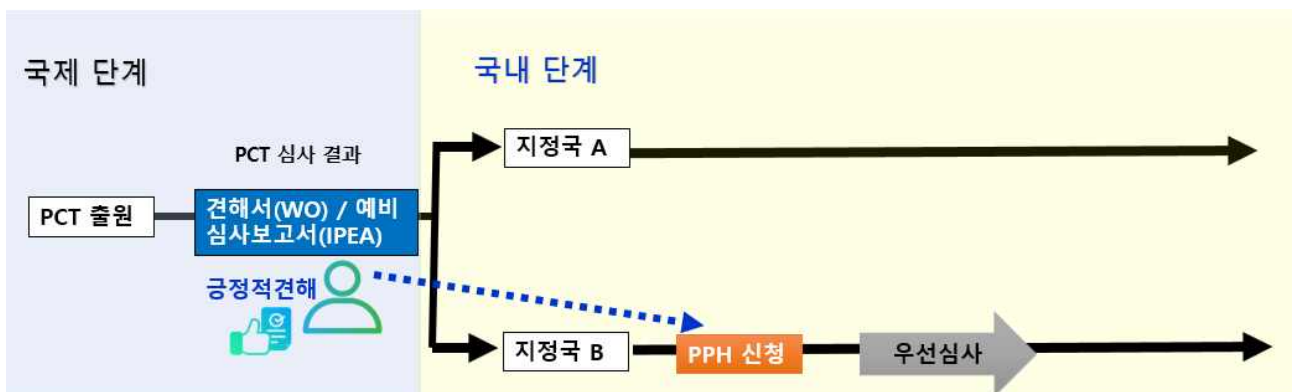 국제 단계
국내 단계
지정국 A
PCT 심사 결과
PCT 출원
견해서(WO) / 예비
심사보고서(IPEA)
긍정적견해
지정국 B
PPH 신청
우선심사